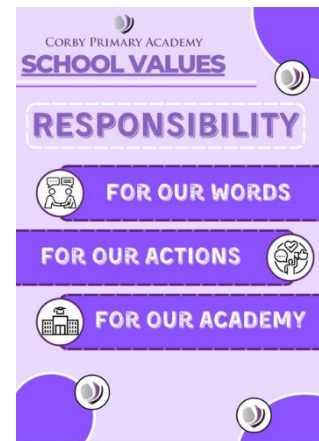 CORBY PRIMARY ACADEMY
SCHOOL VALUES
RESPONSIBILITY
FOR OUR WORDS
FOR OUR ACTIONS
FOR OUR ACADEMY